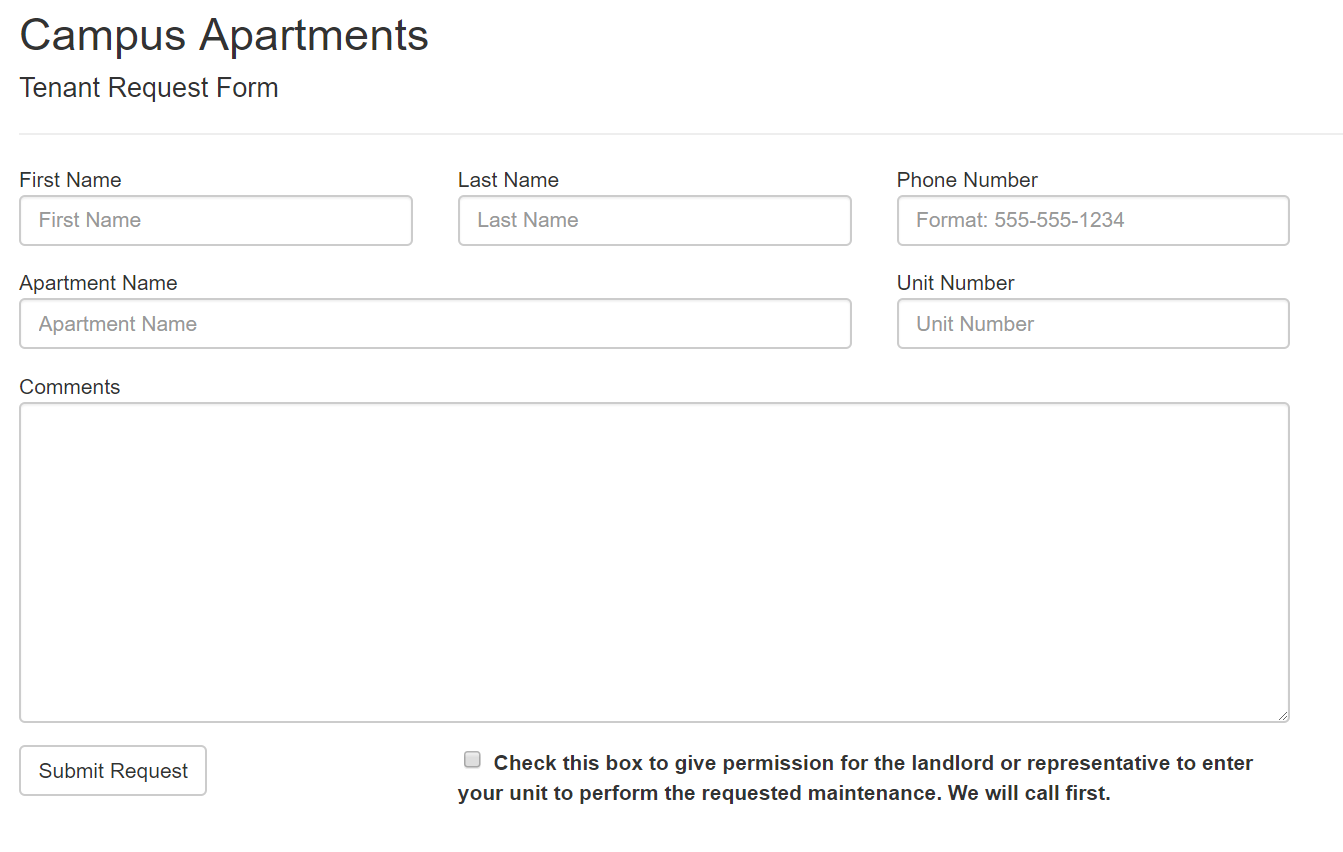 Campus Apartments
Tenant Request Form
First Name
Last Name
Phone Number
First Name
Last Name
Format: 555-555-1234
Apartment Name
Unit Number
Apartment Name
Unit Number
Comments
Submit Request
Check this box to give permission for the landlord or representative to enter
your unit to perform the requested maintenance. We will call first.